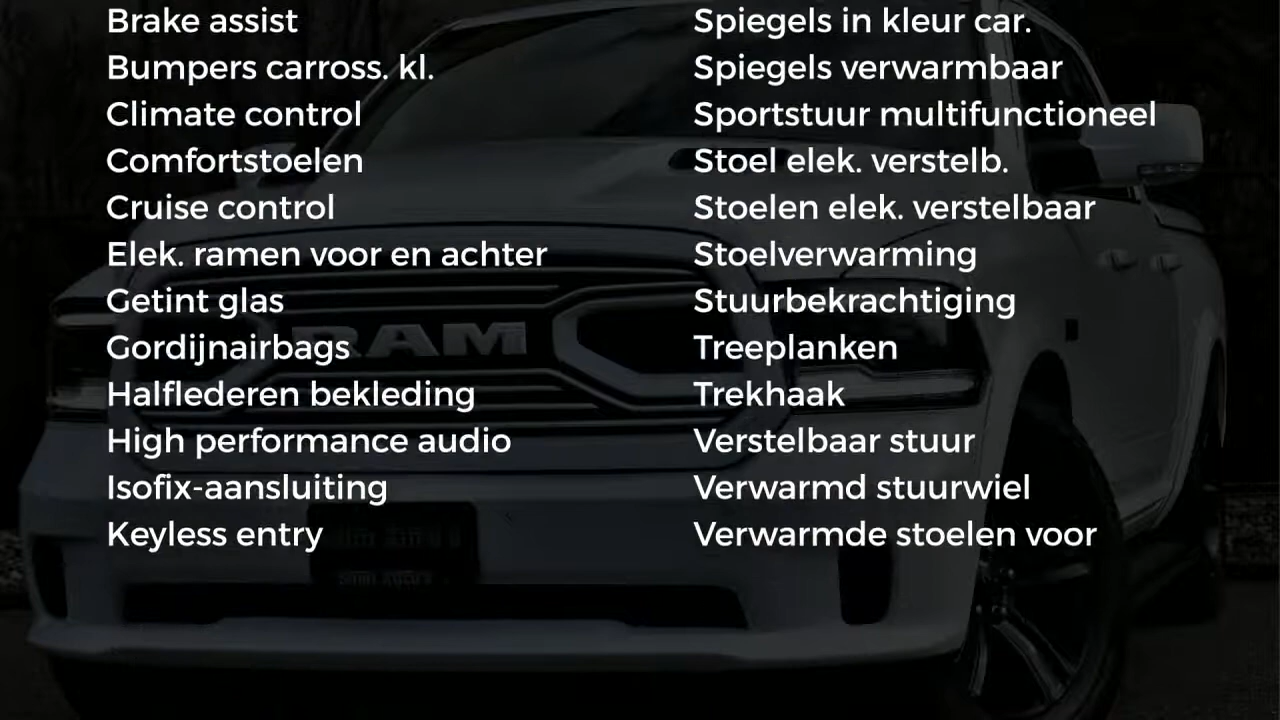 Brake assist
Bumpers carross. kl.
Climate control
Comfortstoelen
Cruise control
Elek. ramen voor en achter
Getint glas
Gordijnairbags
Halflederen bekleding
High performance audio
Isofix-aansluiting
Keyless entry
Spiegels in kleur car.
Spiegels verwarmbaar
Sportstuur multifunctioneel
Stoel elek. verstelb.
Stoelen elek. verstelbaar
Stoelverwarming
Stuurbekrachtiging
Treeplanken
Trekhaak
Verstelbaar stuur
Verwarmd stuurwiel
Verwarmde stoelen voor
RAM